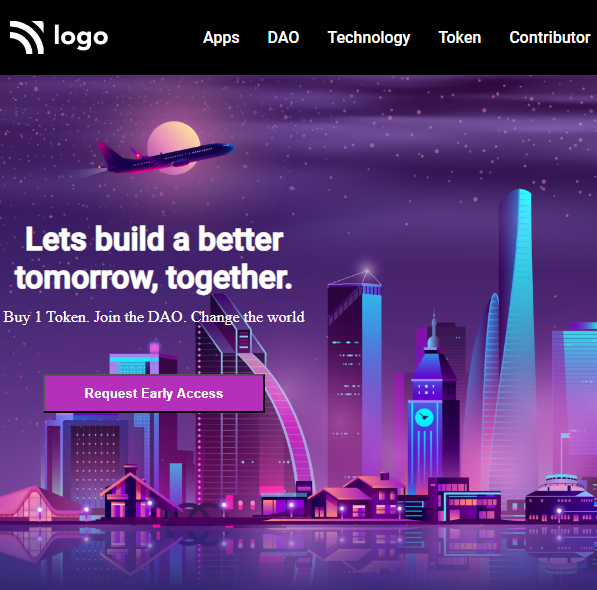 logo
Apps DAO Technology Token Contributor
Lets build a better
tomorrow, together.
Buy 1 Token. Join the DAO. Change the world
Request Early Access